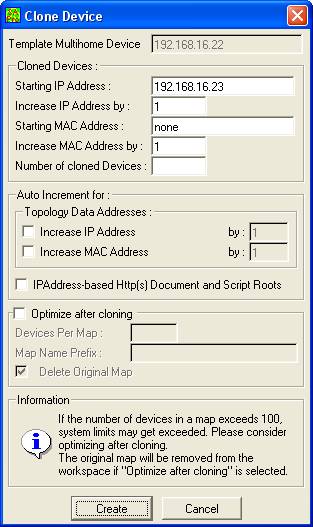 Clone Device
Template Multihome Device 192.168.16.22
Cloned Devices :
Starting IP Address : 192.168.16.23
Increase IP Address by : 1
Starting MAC Address : none
Increase MAC Address by : 1
Number of cloned Devices :
Auto Increment for :
Topology Data Addresses :
Increase IP Address by : 1
Increase MAC Address by : 1
IPAddress-based Http(s) Document and Script Roots
Optimize after cloning
Devices Per Map :
Map Name Prefix :
Delete Original Map
Information
If the number of devices in a map exceeds 100,
system limits may get exceeded. Please consider
optimizing after cloning.
The original map will be removed from the
workspace if "Optimize after cloning" is selected.
Create Cancel